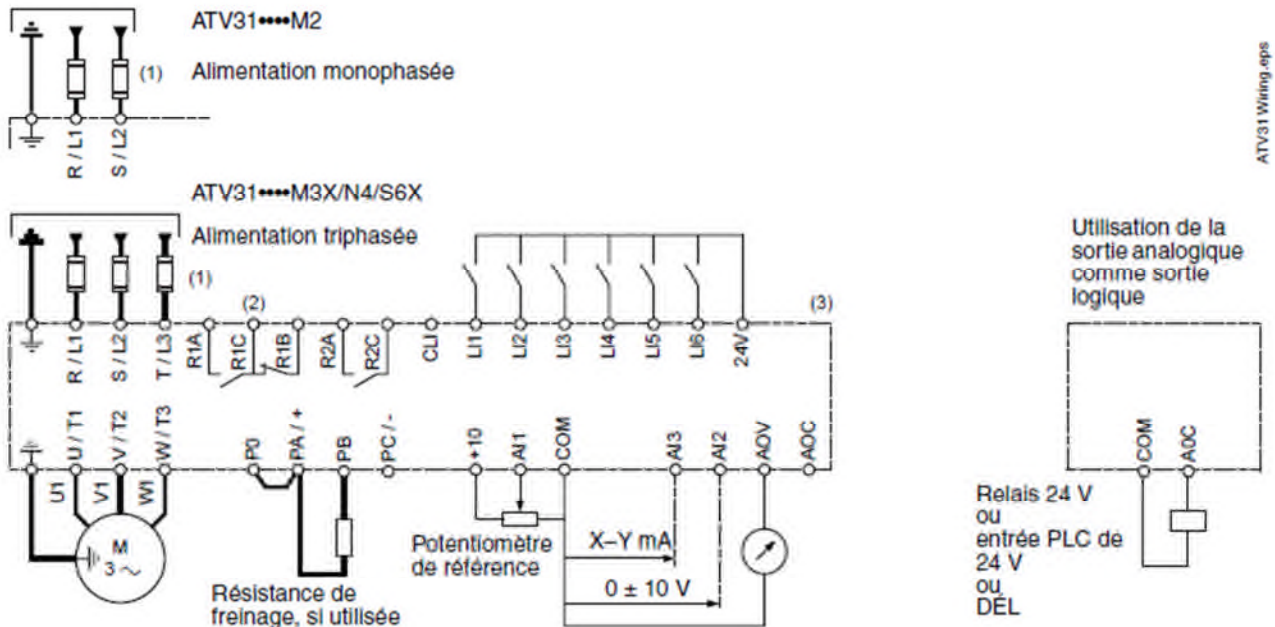 ATV31••••M2
(1) Alimentation monophasée
R / L1
S / L2
ATV31 Wiring.eps
ATV31••••M3X/N4/S6X
Alimentation triphasée
(1)
(2)
(3)
R / L1
S / L2
T / L3
R1A
R1C
R1B
R2A
R2C
CLI
LI1
LI2
LI3
LI4
LI5
LI6
24V
U / T1
V / T2
W / T3
P0
PA / +
PB
PC / -
+10
AI1
COM
AI3
AI2
AOV
AOC
U1
V1
W1
M
3 ~
Résistance de
freinage, si utilisée
Potentiomètre
de référence
X–Y mA
0 ± 10 V
Utilisation de la
sortie analogique
comme sortie
logique
COM
A0C
Relais 24 V
ou
entrée PLC de
24 V
ou
DÉL